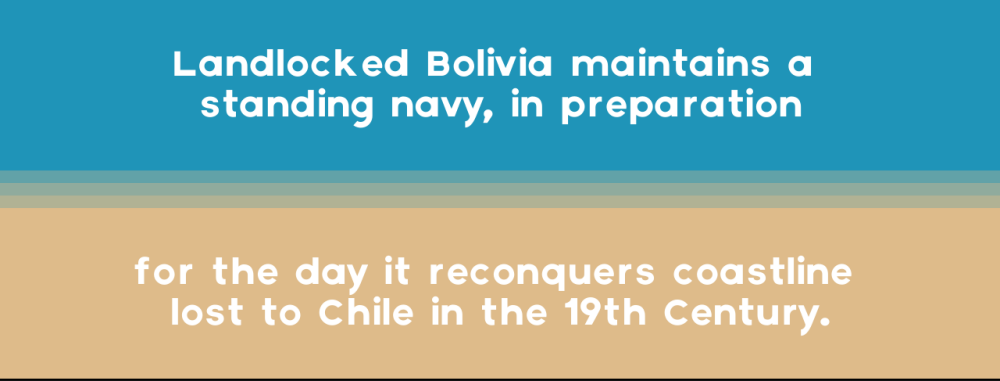 Landlocked Bolivia maintains a
standing navy, in preparation
for the day it reconquers coastline
lost to Chile in the 19th Century.